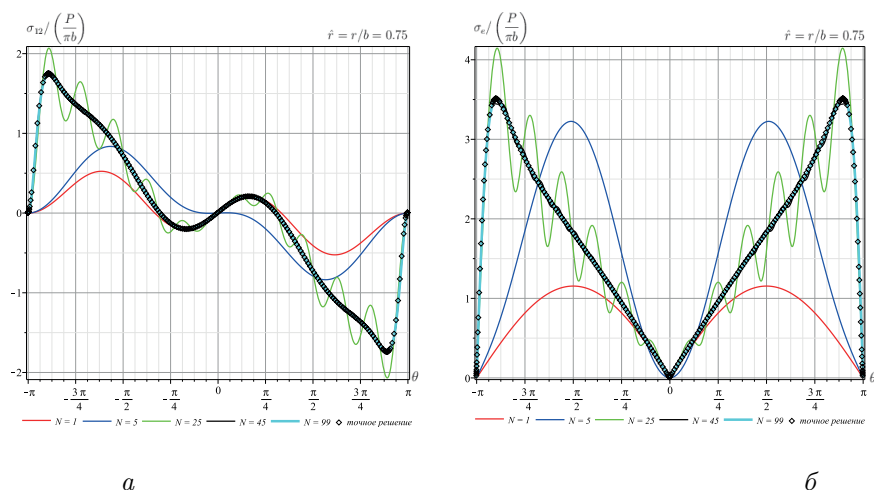 σ₁₂/(P/πb)
r̂ = r/b = 0.75
2
1
0
-1
-2
-π
-3/4 π
-π/2
-π/4
0
π/4
π/2
3π/4
π
θ
N = 1 N = 5 N = 25 N = 45 N = 99 точное решение
а
σₑ/(P/πb)
r̂ = r/b = 0.75
4
3
2
1
0
-π
-3π/4
-π/2
-π/4
0
π/4
π/2
3π/4
π
θ
N = 1 N = 5 N = 25 N = 45 N = 99 точное решение
б